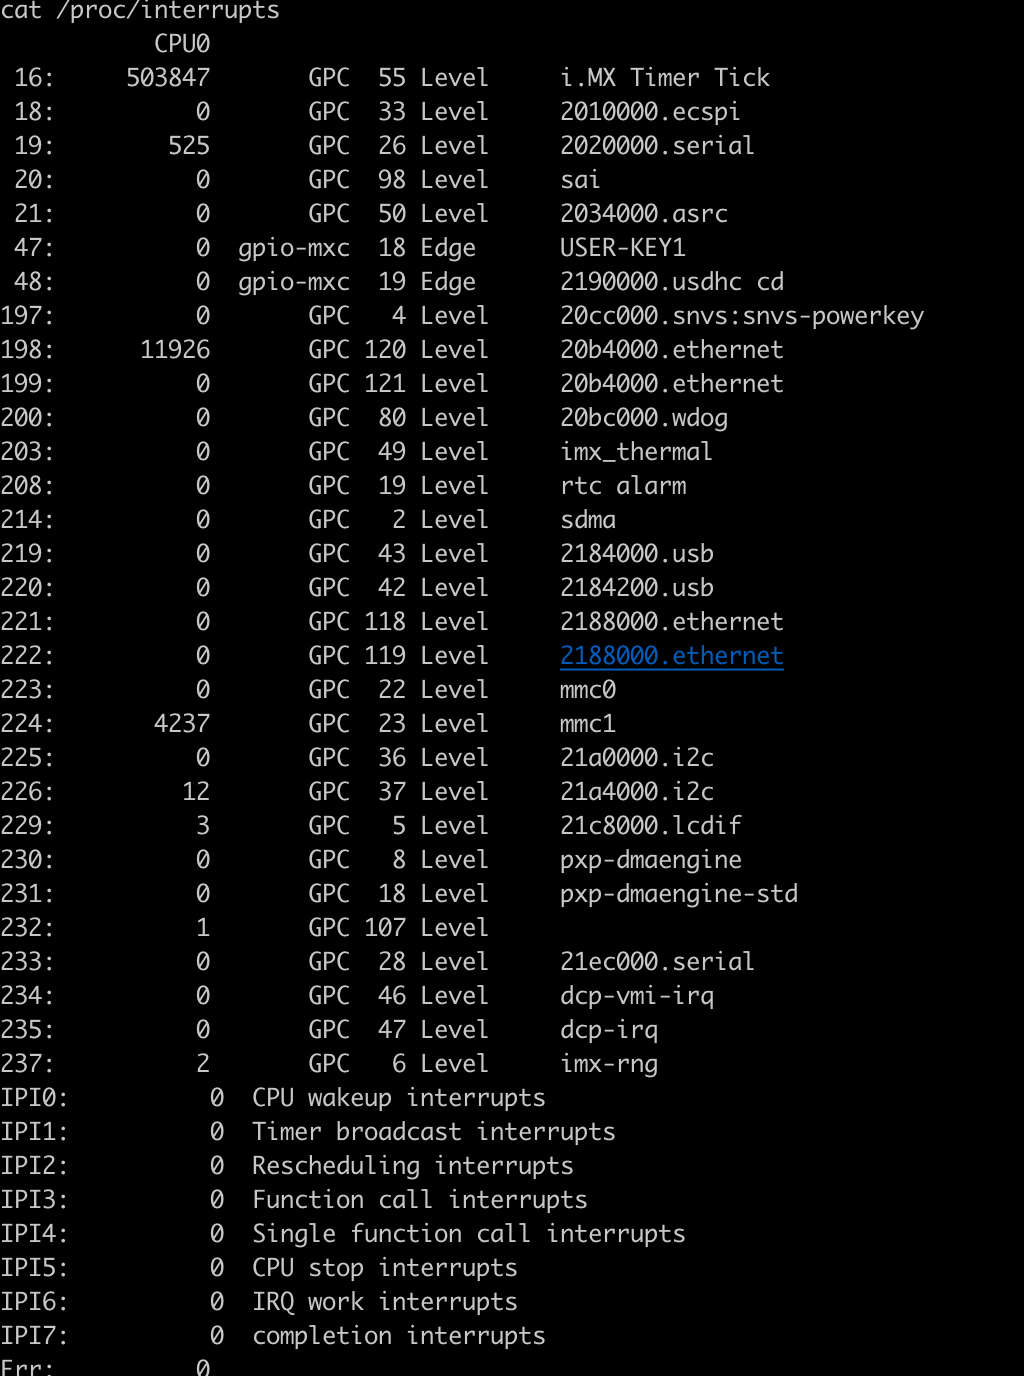 cat /proc/interrupts
           CPU0
 16:     503847       GPC  55 Level     i.MX Timer Tick
 18:          0       GPC  33 Level     2010000.ecspi
 19:        525       GPC  26 Level     2020000.serial
 20:          0       GPC  98 Level     sai
 21:          0       GPC  50 Level     2034000.asrc
 47:          0  gpio-mxc  18 Edge      USER-KEY1
 48:          0  gpio-mxc  19 Edge      2190000.usdhc cd
197:          0       GPC   4 Level     20cc000.snvs:snvs-powerkey
198:      11926       GPC 120 Level     20b4000.ethernet
199:          0       GPC 121 Level     20b4000.ethernet
200:          0       GPC  80 Level     20bc000.wdog
203:          0       GPC  49 Level     imx_thermal
208:          0       GPC  19 Level     rtc alarm
214:          0       GPC   2 Level     sdma
219:          0       GPC  43 Level     2184000.usb
220:          0       GPC  42 Level     2184200.usb
221:          0       GPC 118 Level     2188000.ethernet
222:          0       GPC 119 Level     2188000.ethernet
223:          0       GPC  22 Level     mmc0
224:       4237       GPC  23 Level     mmc1
225:          0       GPC  36 Level     21a0000.i2c
226:         12       GPC  37 Level     21a4000.i2c
229:          3       GPC   5 Level     21c8000.lcdif
230:          0       GPC   8 Level     pxp-dmaengine
231:          0       GPC  18 Level     pxp-dmaengine-std
232:          1       GPC 107 Level
233:          0       GPC  28 Level     21ec000.serial
234:          0       GPC  46 Level     dcp-vmi-irq
235:          0       GPC  47 Level     dcp-irq
237:          2       GPC   6 Level     imx-rng
IPI0:          0  CPU wakeup interrupts
IPI1:          0  Timer broadcast interrupts
IPI2:          0  Rescheduling interrupts
IPI3:          0  Function call interrupts
IPI4:          0  Single function call interrupts
IPI5:          0  CPU stop interrupts
IPI6:          0  IRQ work interrupts
IPI7:          0  completion interrupts
Err:          0